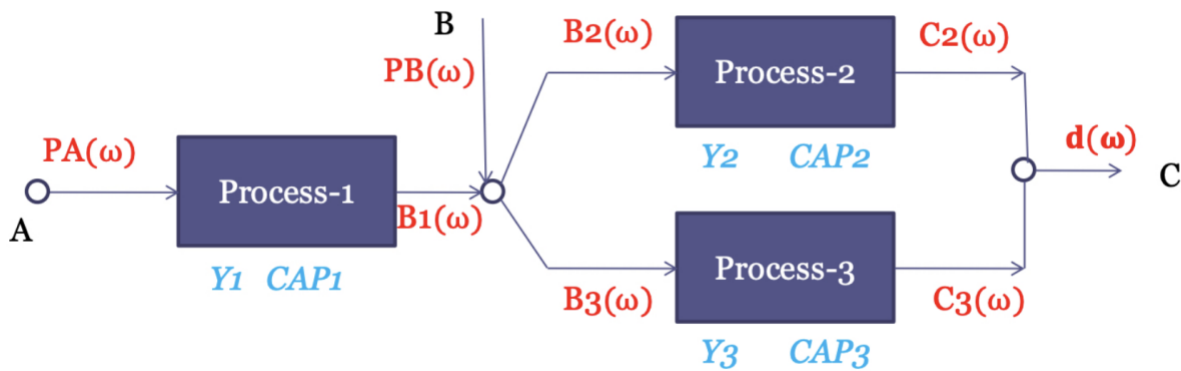 B
PB(ω)
B2(ω)
Process-2
C2(ω)
Y2 CAP2
PA(ω)
A
Process-1
B1(ω)
Y1 CAP1
d(ω)
C
B3(ω)
Process-3
C3(ω)
Y3 CAP3